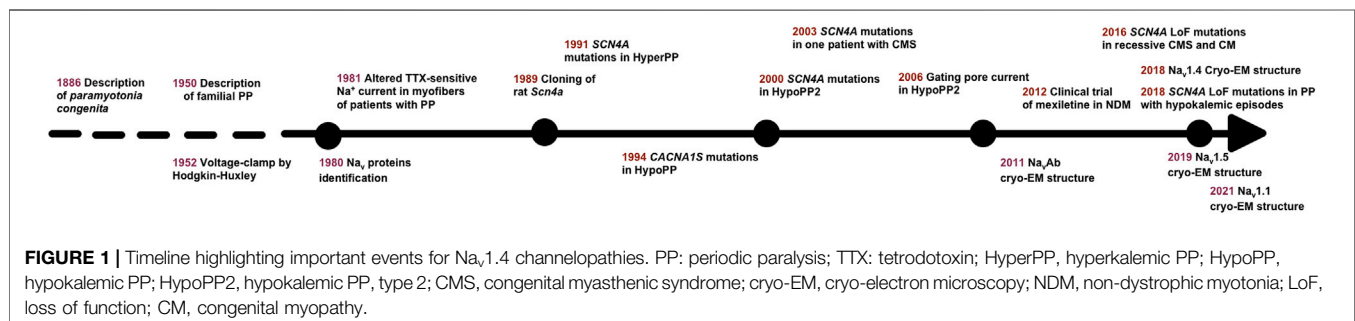 1886 Description
of paramyotonia
congenita
1950 Description
of familial PP
1952 Voltage-clamp by
Hodgkin-Huxley
1981 Altered TTX-sensitive
Na⁺ current in myofibers
of patients with PP
1980 Naᵥ proteins
identification
1989 Cloning of
rat Scn4a
1991 SCN4A
mutations in HyperPP
1994 CACNA1S mutations
in HypoPP
2003 SCN4A mutations
in one patient with CMS
2000 SCN4A mutations
in HypoPP2
2006 Gating pore current
in HypoPP2
2012 Clinical trial
of mexiletine in NDM
2011 NaᵥAb
cryo-EM structure
2016 SCN4A LoF mutations
in recessive CMS and CM
2018 Naᵥ1.4 Cryo-EM structure
2018 SCN4A LoF mutations in PP
with hypokalemic episodes
2019 Naᵥ1.5
cryo-EM structure
2021 Naᵥ1.1
cryo-EM structure
FIGURE 1 | Timeline highlighting important events for Naᵥ1.4 channelopathies. PP: periodic paralysis; TTX: tetrodotoxin; HyperPP, hyperkalemic PP; HypoPP,
hypokalemic PP; HypoPP2, hypokalemic PP, type 2; CMS, congenital myasthenic syndrome; cryo-EM, cryo-electron microscopy; NDM, non-dystrophic myotonia; LoF,
loss of function; CM, congenital myopathy.